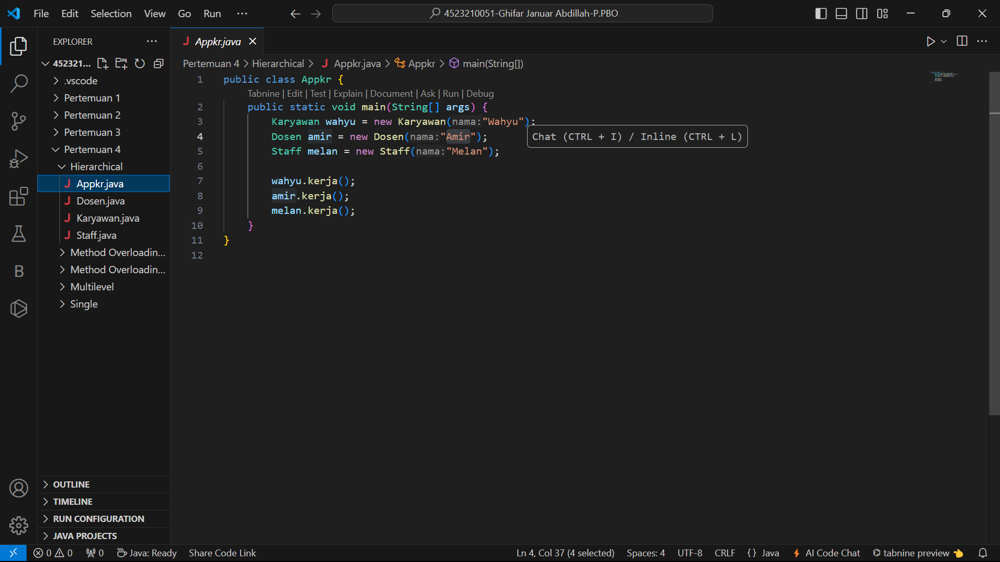 File Edit Selection View Go Run ...
4523210051-Ghifar Januar Abdillah-P.PBO
EXPLORER
452321...
.vscode
Pertemuan 1
Pertemuan 2
Pertemuan 3
Pertemuan 4
Hierarchical
J Appkr.java
J Dosen.java
J Karyawan.java
J Staff.java
Method Overloadin...
Method Overloadin...
Multilevel
Single
B
OUTLINE
TIMELINE
RUN CONFIGURATION
JAVA PROJECTS
J Appkr.java
Pertemuan 4 > Hierarchical > J Appkr.java > Appkr > main(String[])
1 public class Appkr {
Tabnine | Edit | Test | Explain | Document | Ask | Run | Debug
2 public static void main(String[] args) {
3 Karyawan wahyu = new Karyawan(nama:"Wahyu");
4 Dosen amir = new Dosen(nama:"Amir");
Chat (CTRL + I) / Inline (CTRL + L)
5 Staff melan = new Staff(nama:"Melan");
6
7 wahyu.kerja();
8 amir.kerja();
9 melan.kerja();
10 }
11 }
12
0 0 0 Java: Ready Share Code Link
Ln 4, Col 37 (4 selected) Spaces: 4 UTF-8 CRLF {} Java AI Code Chat tabnine preview